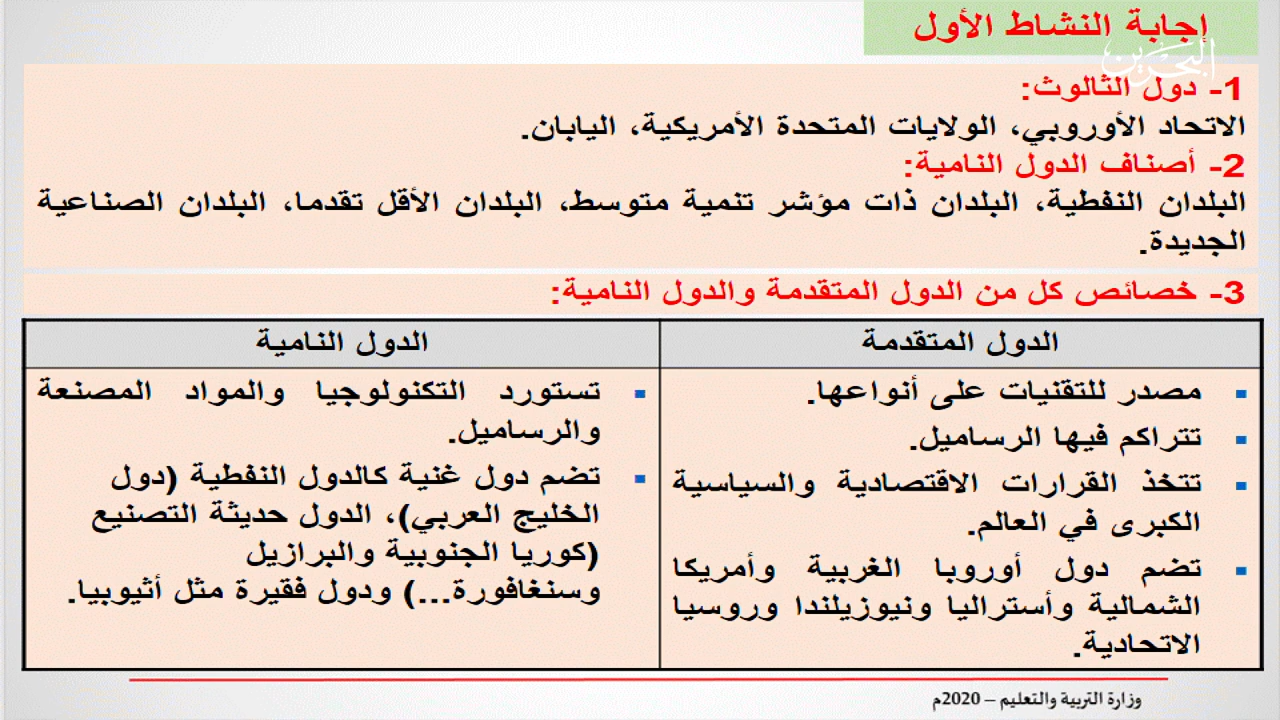 إجابة النشاط الأول
البحرين
1- دول الثالوث:
الاتحاد الأوروبي، الولايات المتحدة الأمريكية، اليابان.
2- أصناف الدول النامية:
البلدان النفطية، البلدان ذات مؤشر تنمية متوسط، البلدان الأقل تقدما، البلدان الصناعية
الجديدة.
3- خصائص كل من الدول المتقدمة والدول النامية:
الدول المتقدمة
▪ مصدر للتقنيات على أنواعها.
▪ تتراكم فيها الرساميل.
▪ تتخذ القرارات الاقتصادية والسياسية
الكبرى في العالم.
▪ تضم دول أوروبا الغربية وأمريكا
الشمالية وأستراليا ونيوزيلندا وروسيا
الاتحادية.
الدول النامية
▪ تستورد التكنولوجيا والمواد المصنعة
والرساميل.
▪ تضم دول غنية كالدول النفطية (دول
الخليج العربي)، الدول حديثة التصنيع
(كوريا الجنوبية والبرازيل
وسنغافورة...) ودول فقيرة مثل أثيوبيا.
وزارة التربية والتعليم – 2020م